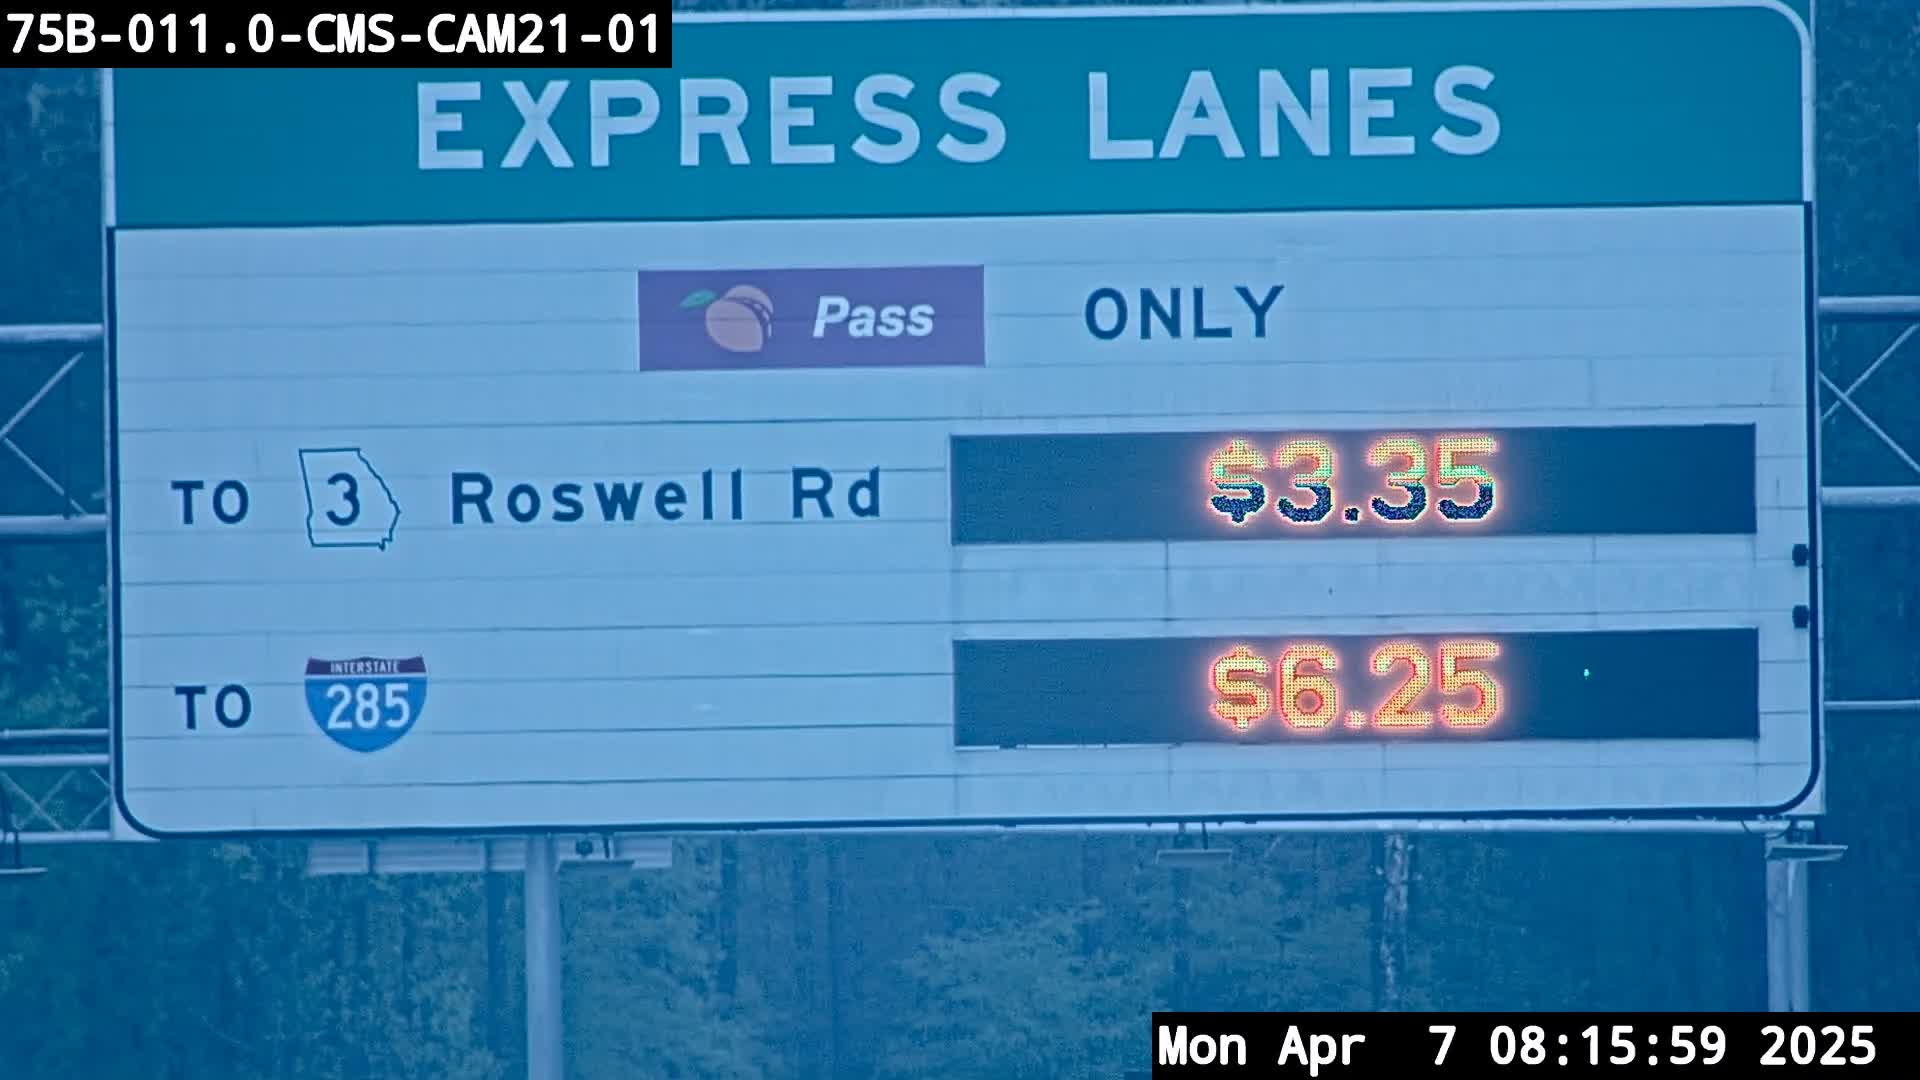 75B-011.0-CMS-CAM21-01
EXPRESS LANES
Pass ONLY
TO 3 Roswell Rd $3.35
INTERSTATE
TO 285 $6.25
Mon Apr 7 08:15:59 2025